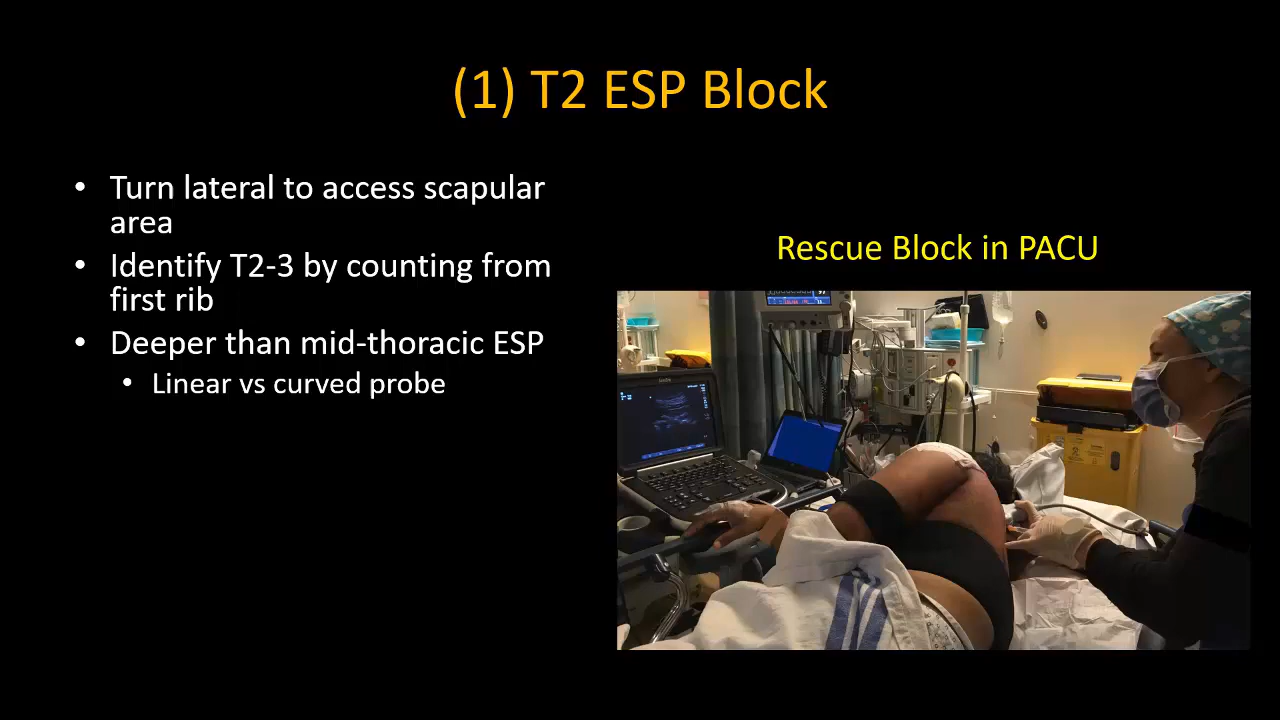 (1) T2 ESP Block
• Turn lateral to access scapular
area
• Identify T2-3 by counting from
first rib
• Deeper than mid-thoracic ESP
• Linear vs curved probe
Rescue Block in PACU